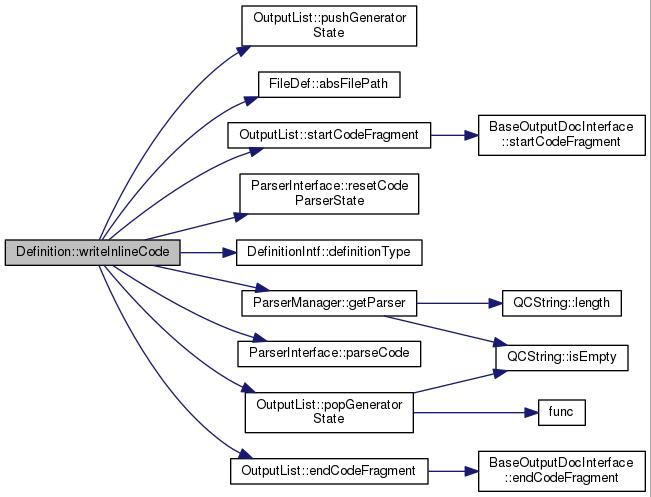 OutputList::pushGenerator
State
FileDef::absFilePath
OutputList::startCodeFragment
BaseOutputDocInterface
::startCodeFragment
ParserInterface::resetCode
ParserState
Definition::writeInlineCode
DefinitionIntf::definitionType
ParserManager::getParser
QCString::length
ParserInterface::parseCode
QCString::isEmpty
OutputList::popGenerator
State
func
OutputList::endCodeFragment
BaseOutputDocInterface
::endCodeFragment